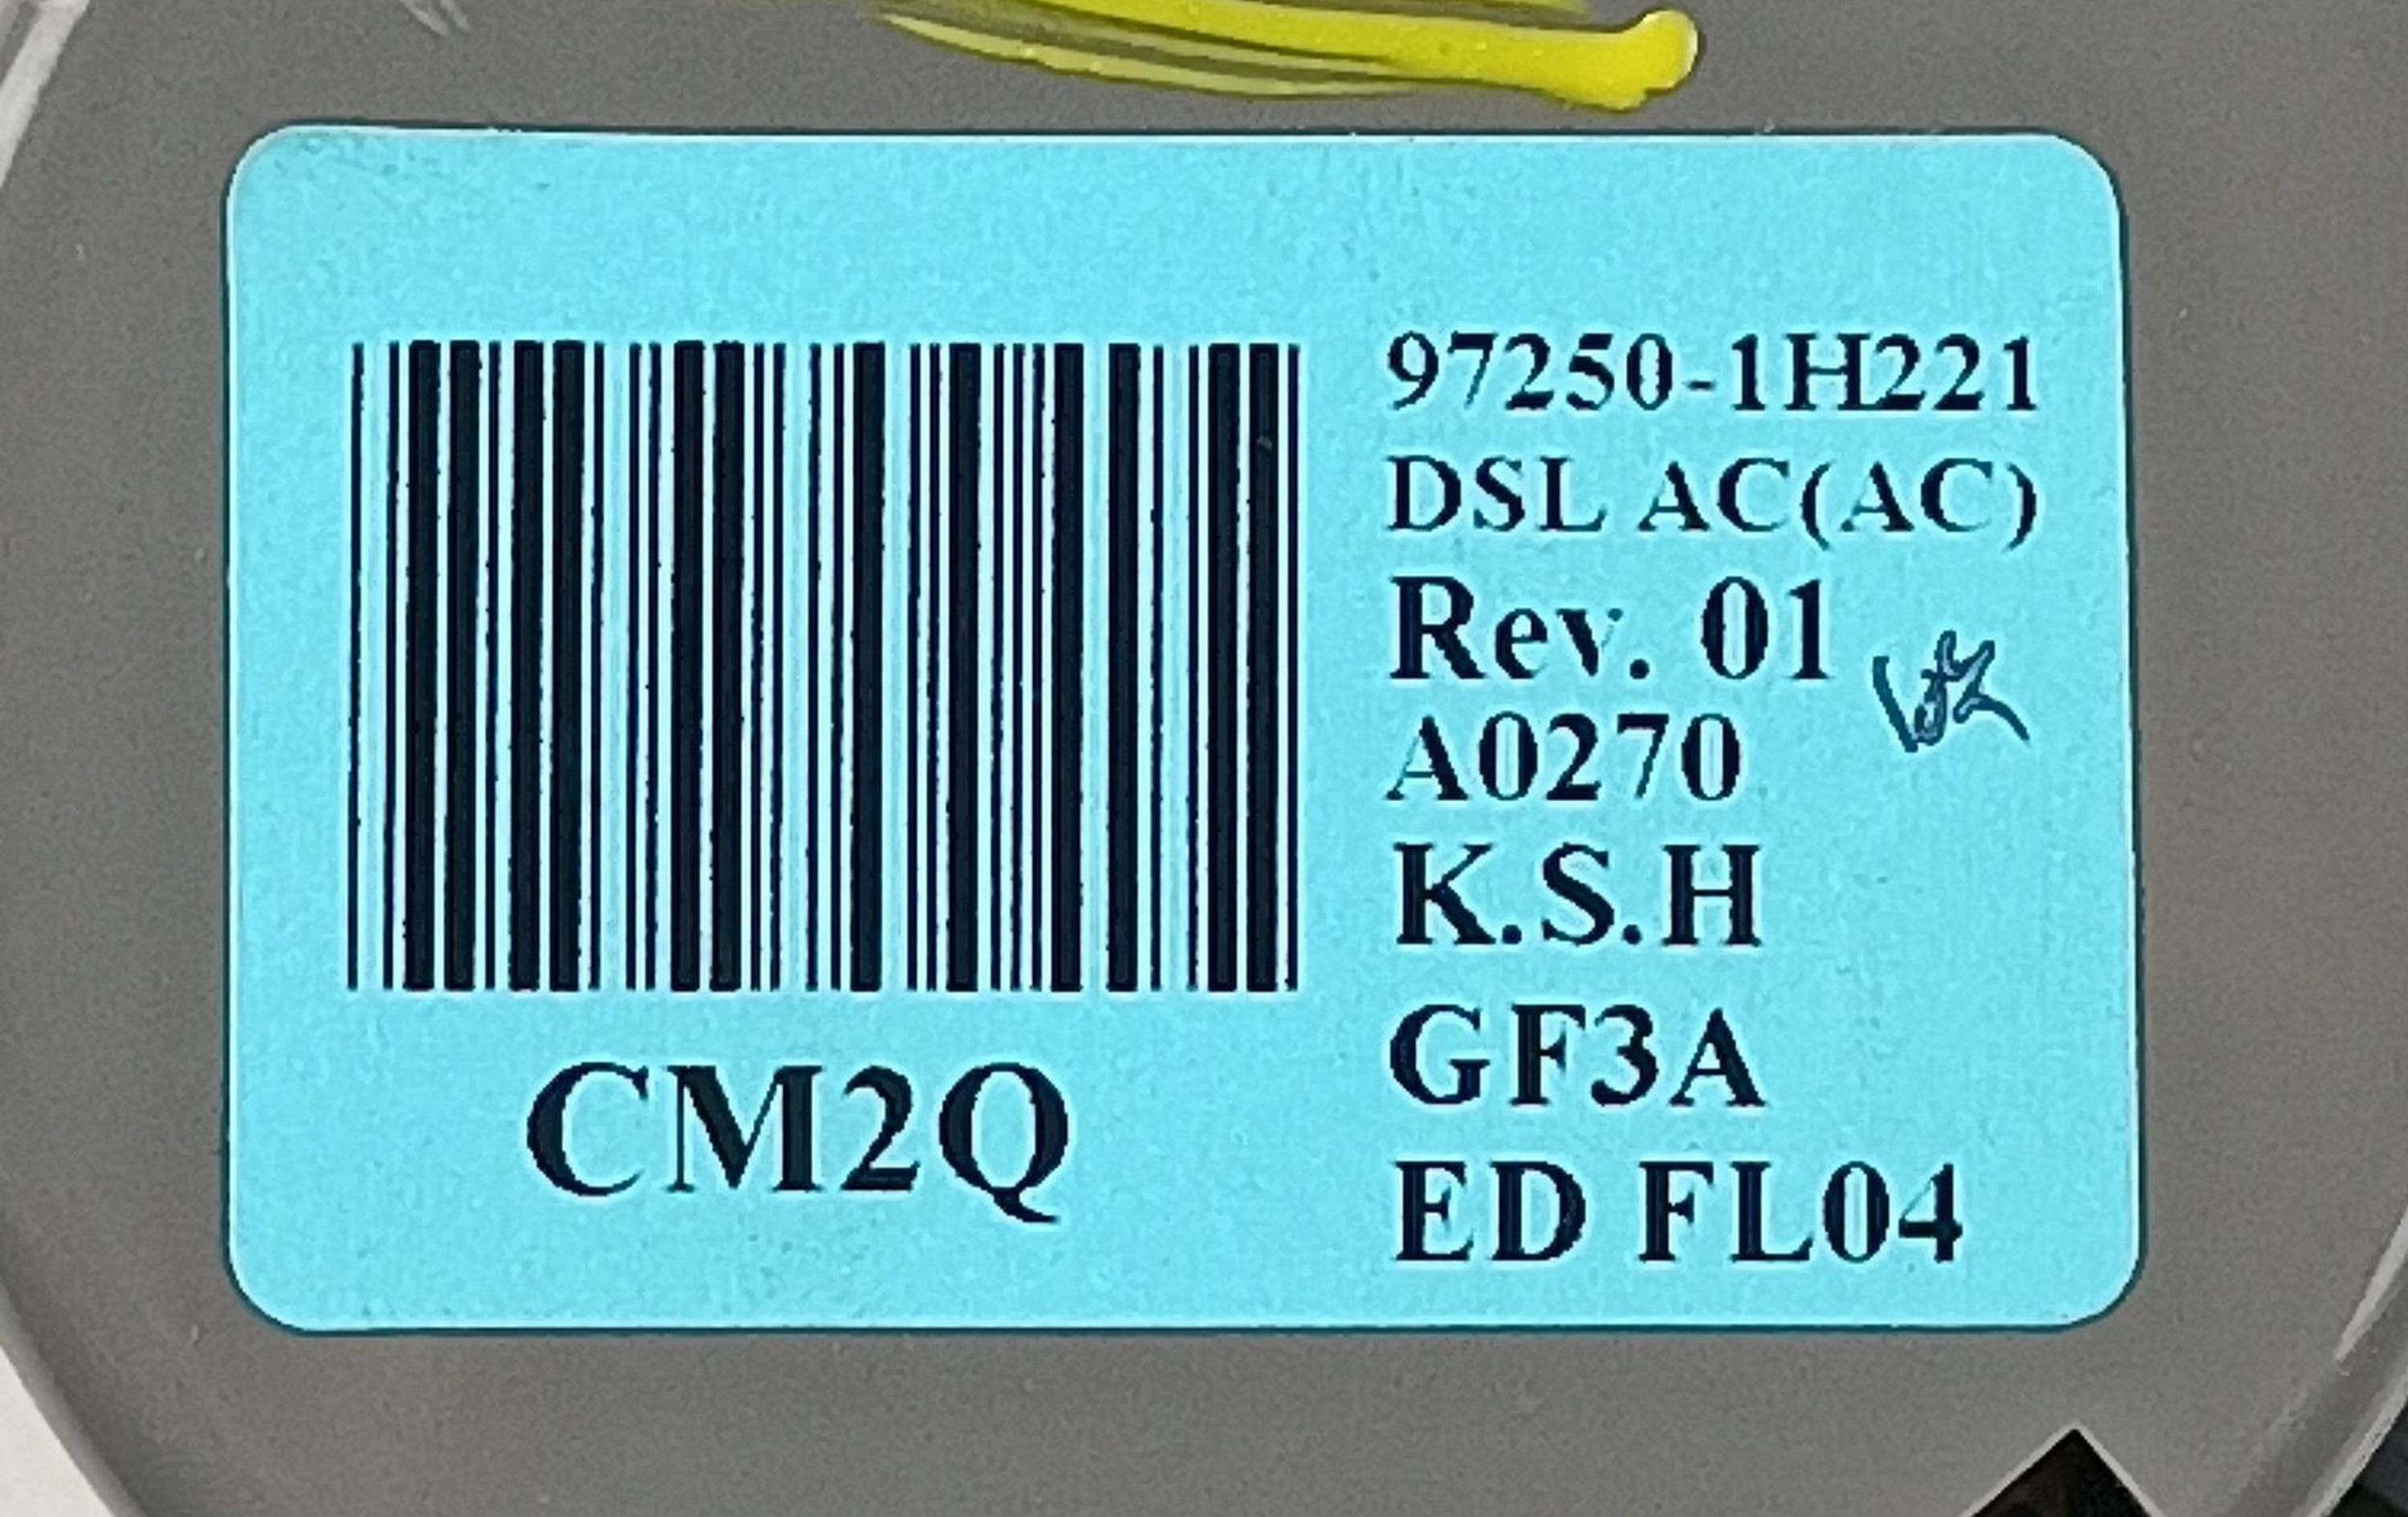 97250-1H221
DSL AC(AC)
Rev. 01
A0270
K.S.H
GF3A
ED FL04
CM2Q